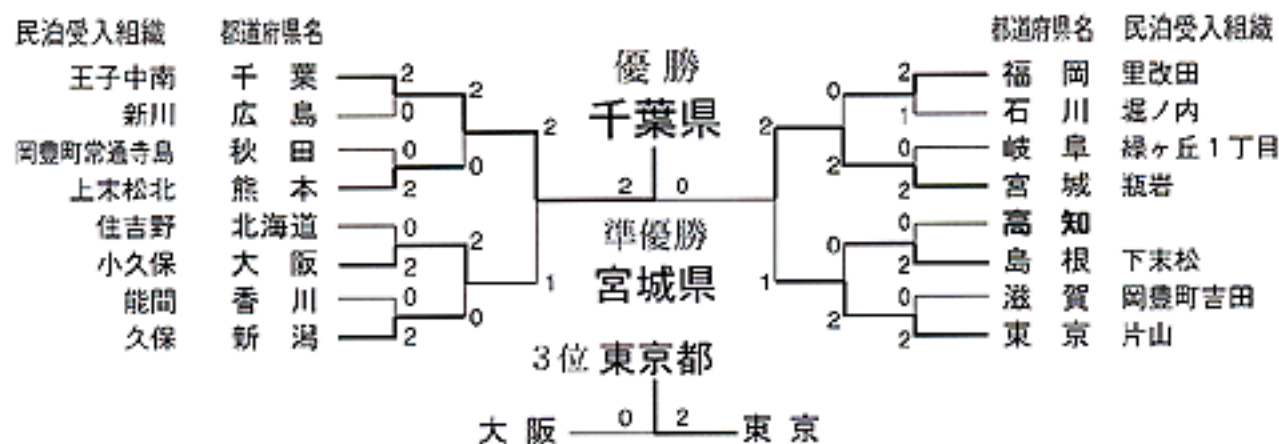 民泊受入組織 都道府県名
王子中南 千葉 2
新川 広島 0
岡豊町常通寺島 秋田 0
上末松北 熊本 2
住吉野 北海道 0
小久保 大阪 2
能間 香川 0
久保 新潟 2
2
0
2
0
2
1
優勝
千葉県
2 0
準優勝
宮城県
3位 東京都
大阪 0 2 東京
都道府県名 民泊受入組織
2 福岡 里改田
1 石川 堀ノ内
0 岐阜 緑ヶ丘1丁目
2 宮城 瓶岩
0 高知
2 島根 下末松
0 滋賀 岡豊町吉田
2 東京 片山
0
2
0
2
2
1